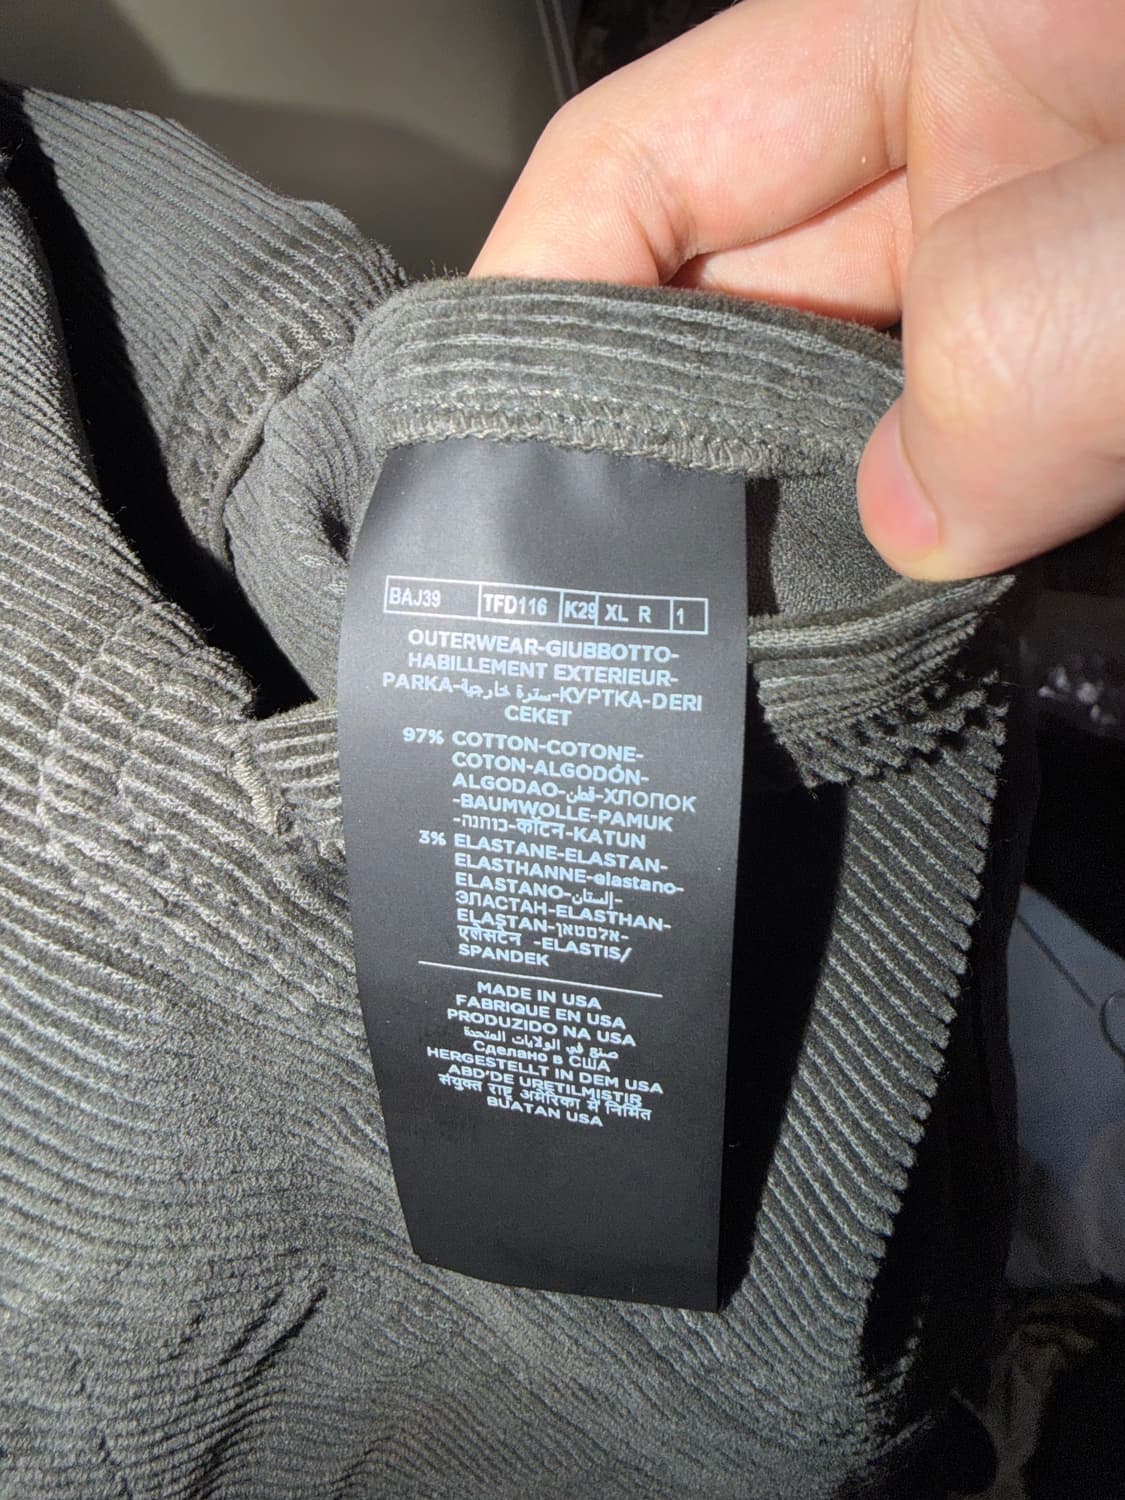 BAJ39 TFD116 K29 XL R 1
OUTERWEAR-GIUBBOTTO-
HABILLEMENT EXTERIEUR-
PARKA-سترة خارجية-КУРТКА-DERI
CEKET
97% COTTON-COTONE-
COTON-ALGODÓN-
ALGODAO-قطن-ХЛОПОК
-BAUMWOLLE-PAMUK
-כותנה-कॉटन-KATUN
3% ELASTANE-ELASTAN-
ELASTHANNE-elastano-
ELASTANO-إلستان-
ЭЛАСТАН-ELASTHAN-
ELASTAN-אלסטאן-
एलेस्टेन -ELASTIS/
SPANDEK
MADE IN USA
FABRIQUE EN USA
PRODUZIDO NA USA
صنع في الولايات المتحدة
Сделано в США
HERGESTELLT IN DEM USA
ABD'DE URETILMISTIR
संयुक्त राष्ट्र अमेरिका में निर्मित
BUATAN USA